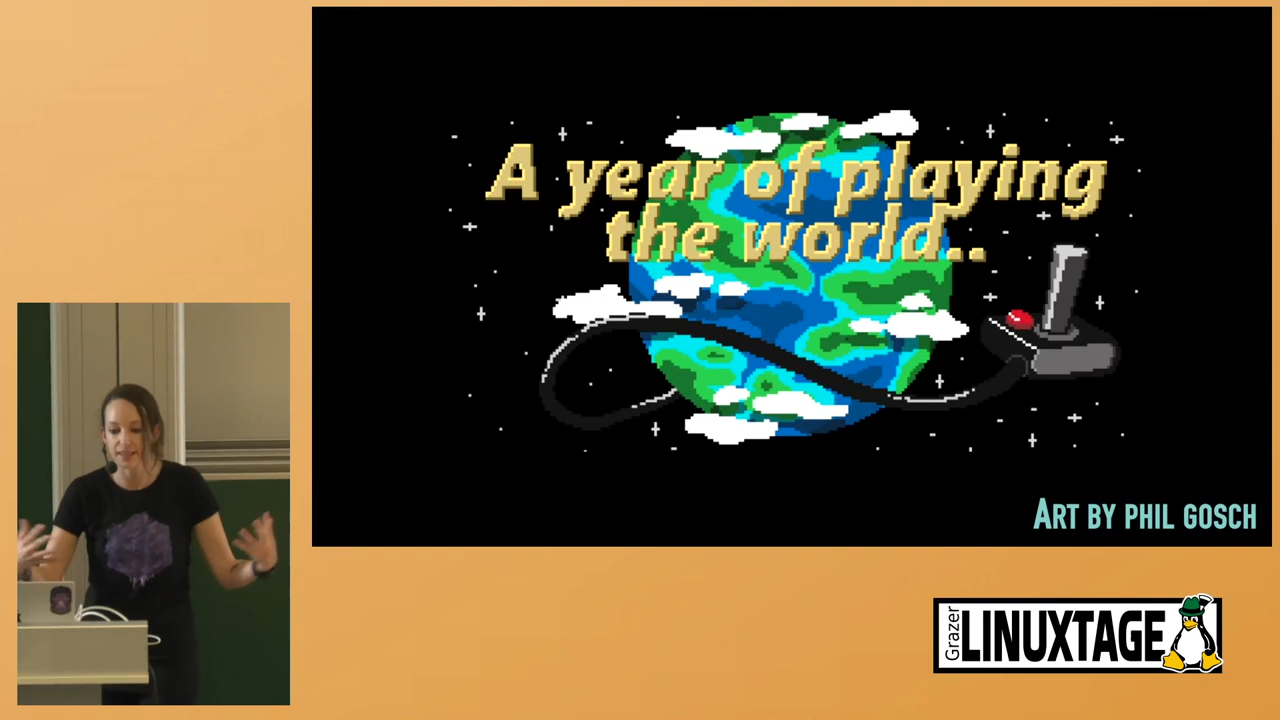 A year of playing
the world..
Art by Phil Gosch
Grazer
LINUXTAGE